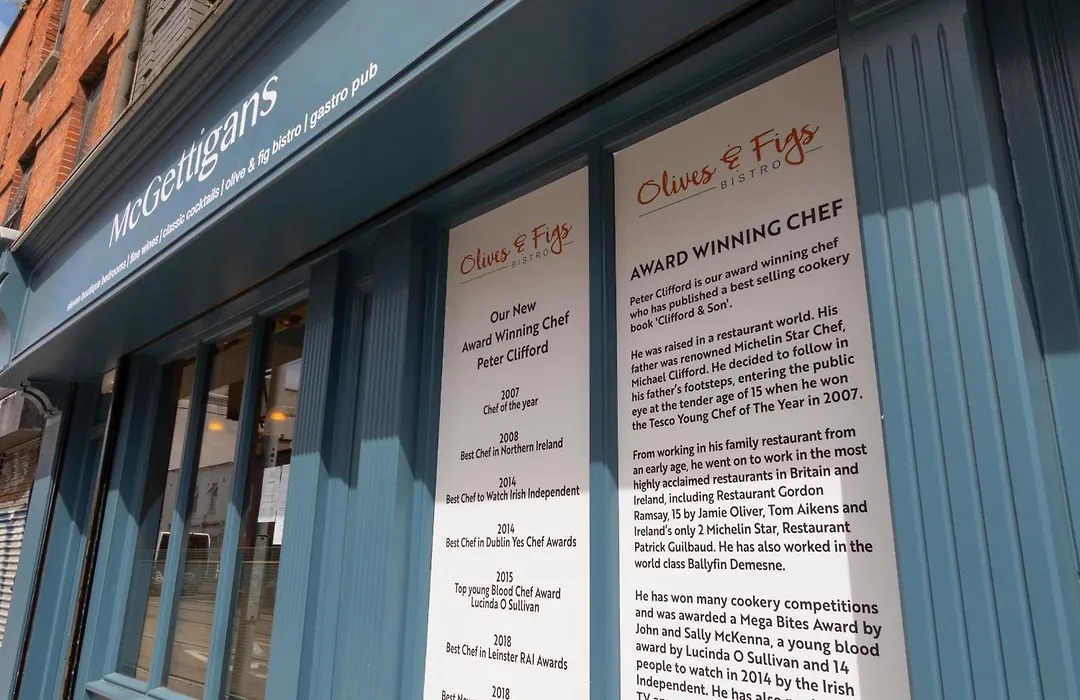 McGettigans
eleven boutique bedrooms | fine wines | classic cocktails | olive & fig bistro | gastro pub
Olives & Figs
BISTRO
Our New
Award Winning Chef
Peter Clifford
2007
Chef of the year
2008
Best Chef in Northern Ireland
2014
Best Chef to Watch Irish Independent
2014
Best Chef in Dublin Yes Chef Awards
2015
Top young Blood Chef Award
Lucinda O Sullivan
2018
Best Chef in Leinster RAI Awards
2018
Best New
Olives & Figs
BISTRO
AWARD WINNING CHEF
Peter Clifford is our award winning chef
who has published a best selling cookery
book 'Clifford & Son'.
He was raised in a restaurant world. His
father was renowned Michelin Star Chef,
Michael Clifford. He decided to follow in
his father's footsteps, entering the public
eye at the tender age of 15 when he won
the Tesco Young Chef of The Year in 2007.
From working in his family restaurant from
an early age, he went on to work in the most
highly acclaimed restaurants in Britain and
Ireland, including Restaurant Gordon
Ramsay, 15 by Jamie Oliver, Tom Aikens and
Ireland's only 2 Michelin Star, Restaurant
Patrick Guilbaud. He has also worked in the
world class Ballyfin Demesne.
He has won many cookery competitions
and was awarded a Mega Bites Award by
John and Sally McKenna, a young blood
award by Lucinda O Sullivan and 14
people to watch in 2014 by the Irish
Independent. He has also
TV